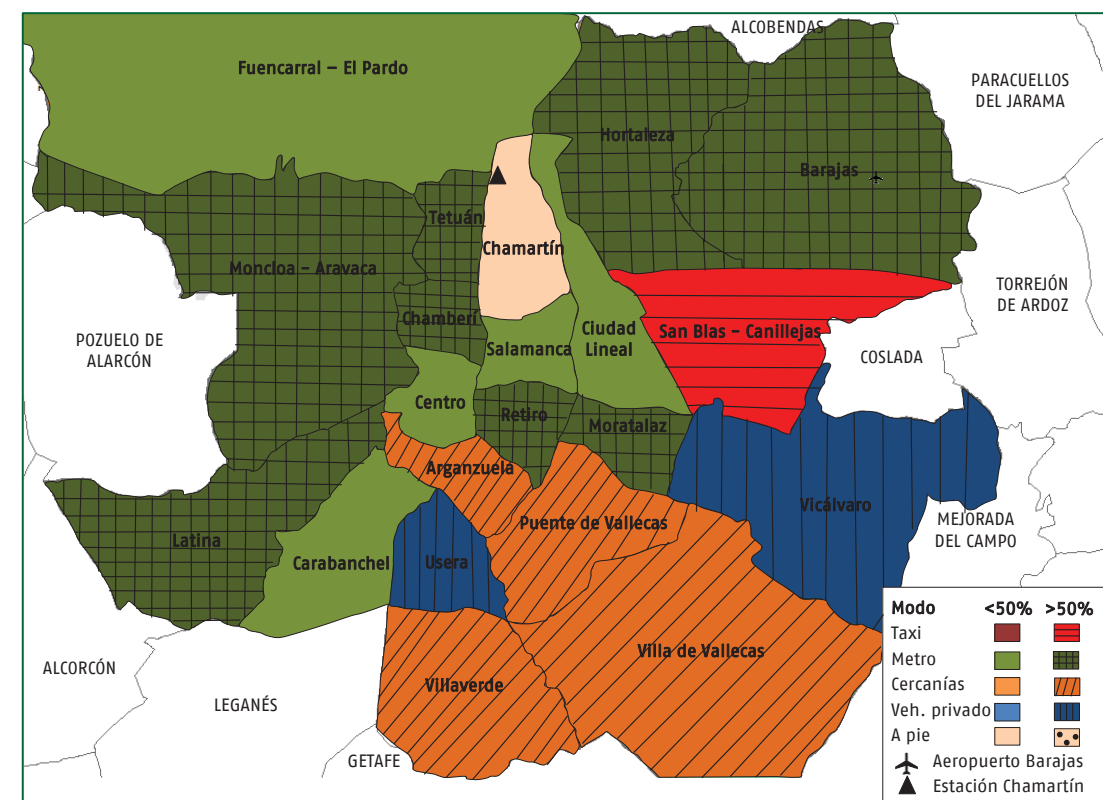 ALCOBENDAS
Fuencarral – El Pardo
PARACUELLOS
DEL JARAMA
Hortaleza
Barajas
Tetuán
Chamartín
Moncloa – Aravaca
TORREJÓN
DE ARDOZ
Chamberí
Ciudad
Lineal
San Blas – Canillejas
POZUELO DE
ALARCÓN
Salamanca
COSLADA
Centro
Retiro
Moratalaz
Arganzuela
Puente de Vallecas
Vicálvaro
MEJORADA
DEL CAMPO
Latina
Carabanchel
Usera
Villa de Vallecas
Villaverde
ALCORCÓN
LEGANÉS
GETAFE
Modo <50% >50%
Taxi
Metro
Cercanías
Veh. privado
A pie
Aeropuerto Barajas
Estación Chamartín